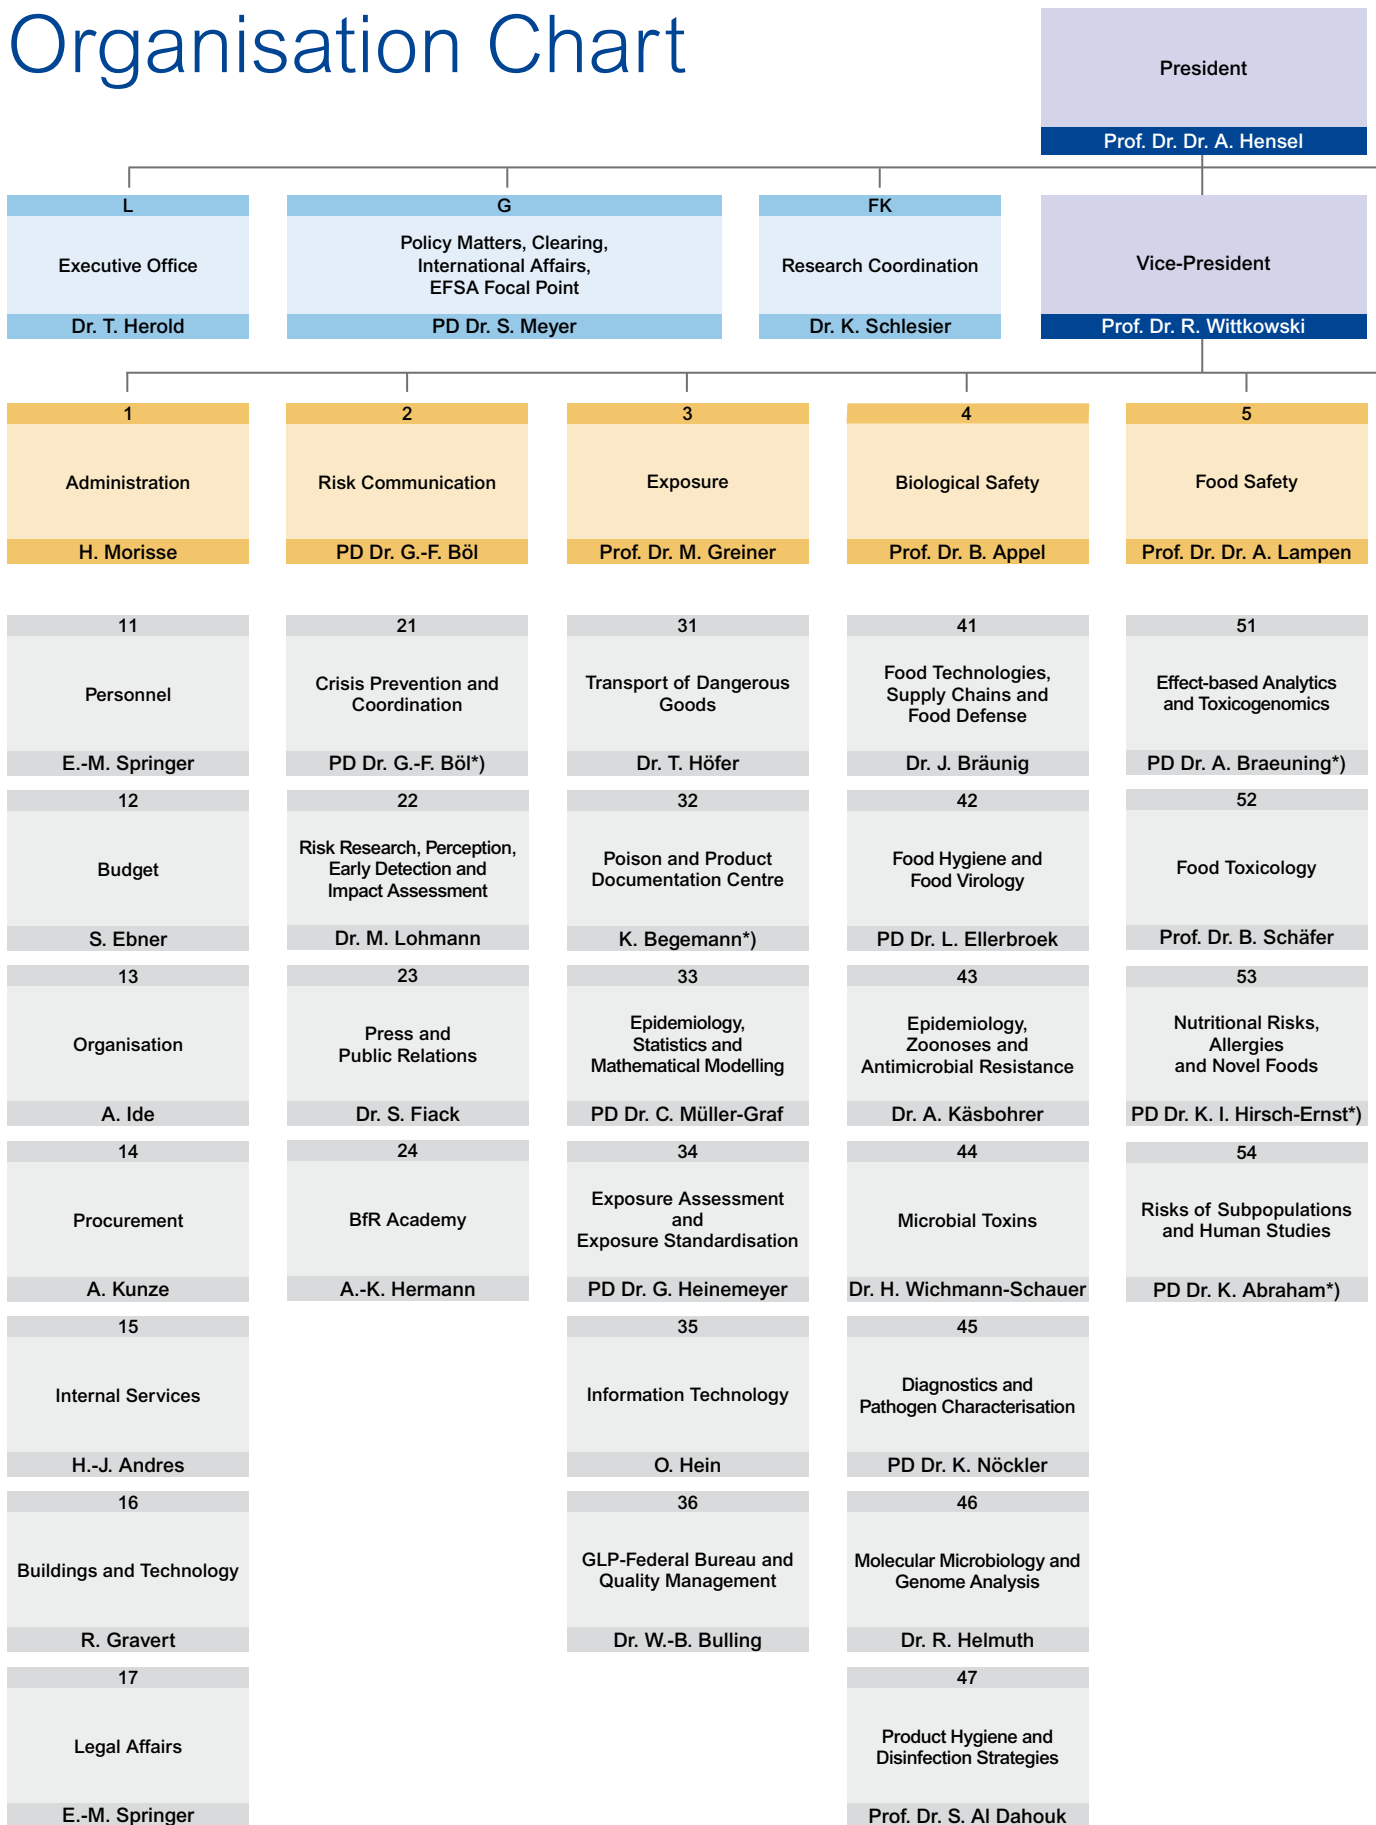 Organisation Chart
President
Prof. Dr. Dr. A. Hensel
L
Executive Office
Dr. T. Herold
G
Policy Matters, Clearing,
International Affairs,
EFSA Focal Point
PD Dr. S. Meyer
FK
Research Coordination
Dr. K. Schlesier
Vice-President
Prof. Dr. R. Wittkowski
1
Administration
H. Morisse
2
Risk Communication
PD Dr. G.-F. Böl
3
Exposure
Prof. Dr. M. Greiner
4
Biological Safety
Prof. Dr. B. Appel
5
Food Safety
Prof. Dr. Dr. A. Lampen
11
Personnel
E.-M. Springer
21
Crisis Prevention and
Coordination
PD Dr. G.-F. Böl*)
31
Transport of Dangerous
Goods
Dr. T. Höfer
41
Food Technologies,
Supply Chains and
Food Defense
Dr. J. Bräunig
51
Effect-based Analytics
and Toxicogenomics
PD Dr. A. Braeuning*)
12
Budget
S. Ebner
22
Risk Research, Perception,
Early Detection and
Impact Assessment
Dr. M. Lohmann
32
Poison and Product
Documentation Centre
K. Begemann*)
42
Food Hygiene and
Food Virology
PD Dr. L. Ellerbroek
52
Food Toxicology
Prof. Dr. B. Schäfer
13
Organisation
A. Ide
23
Press and
Public Relations
Dr. S. Fiack
33
Epidemiology,
Statistics and
Mathematical Modelling
PD Dr. C. Müller-Graf
43
Epidemiology,
Zoonoses and
Antimicrobial Resistance
Dr. A. Käsbohrer
53
Nutritional Risks,
Allergies
and Novel Foods
PD Dr. K. I. Hirsch-Ernst*)
14
Procurement
A. Kunze
24
BfR Academy
A.-K. Hermann
34
Exposure Assessment
and
Exposure Standardisation
PD Dr. G. Heinemeyer
44
Microbial Toxins
Dr. H. Wichmann-Schauer
54
Risks of Subpopulations
and Human Studies
PD Dr. K. Abraham*)
15
Internal Services
H.-J. Andres
35
Information Technology
O. Hein
45
Diagnostics and
Pathogen Characterisation
PD Dr. K. Nöckler
16
Buildings and Technology
R. Gravert
36
GLP-Federal Bureau and
Quality Management
Dr. W.-B. Bulling
46
Molecular Microbiology and
Genome Analysis
Dr. R. Helmuth
17
Legal Affairs
E.-M. Springer
47
Product Hygiene and
Disinfection Strategies
Prof. Dr. S. Al Dahouk